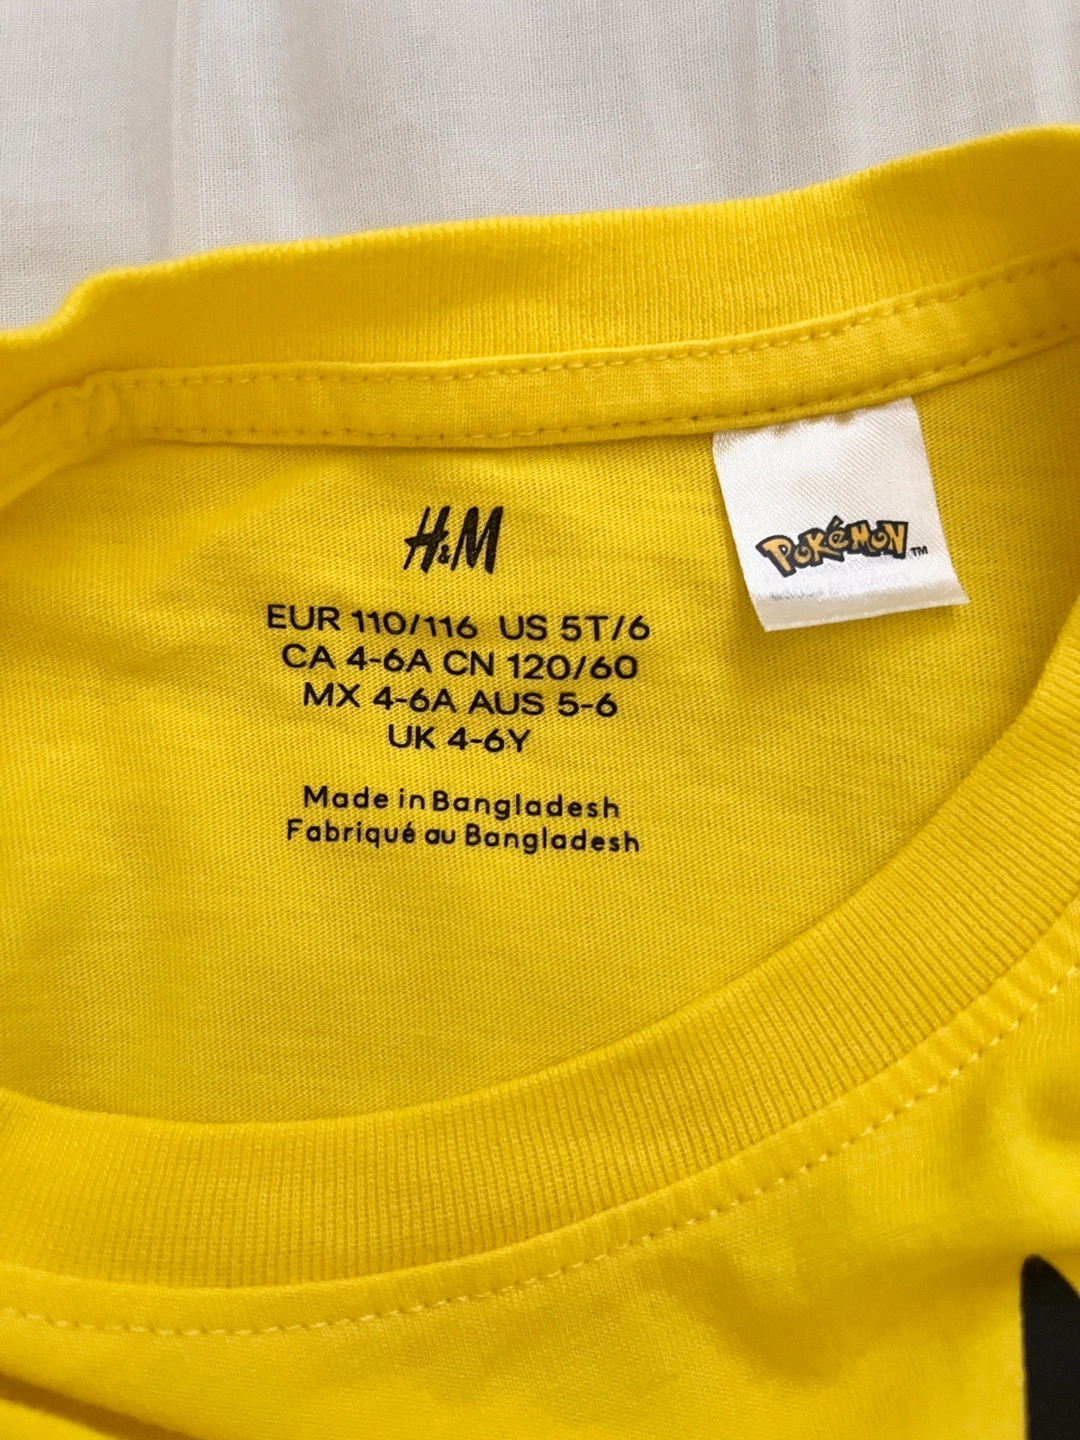 H&M
EUR 110/116 US 5T/6
CA 4-6A CN 120/60
MX 4-6A AUS 5-6
UK 4-6Y
Made in Bangladesh
Fabriqué au Bangladesh
POKéMON™